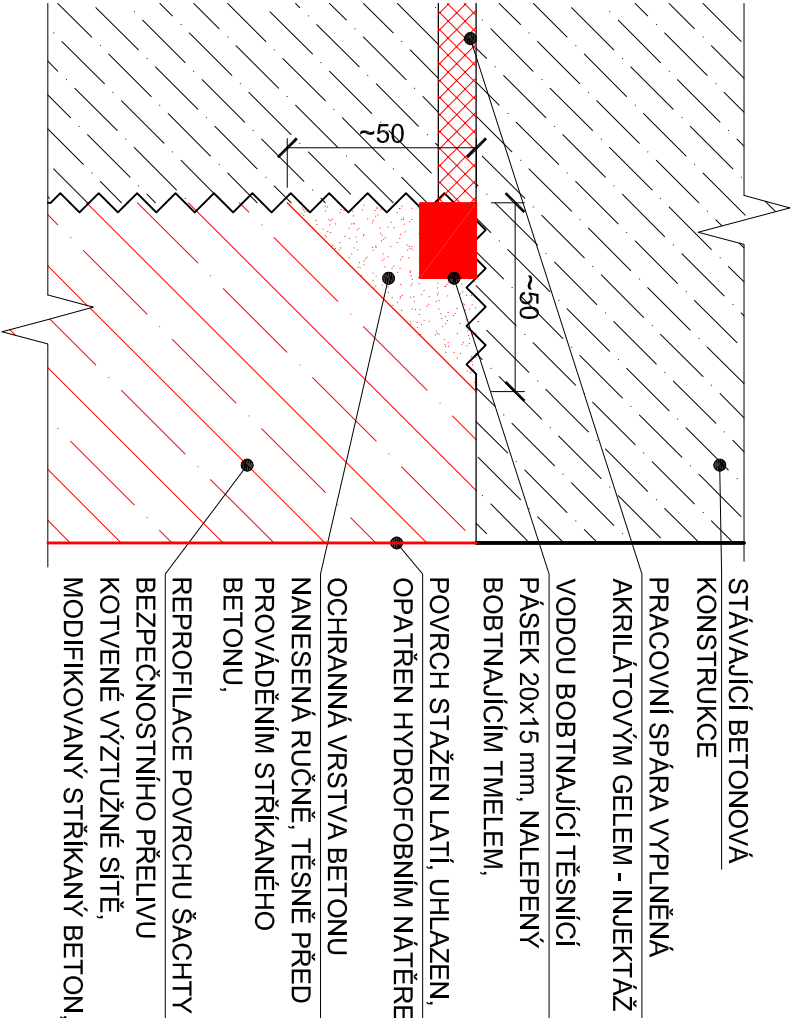 STÁVAJÍCÍ BETONOVÁ
KONSTRUKCE
PRACOVNÍ SPÁRA VYPLNĚNÁ
AKRILÁTOVÝM GELEM - INJEKTÁŽ
VODOU BOBTNAJÍCÍ TĚSNÍCÍ
PÁSEK 20x15 mm, NALEPENÝ
BOBTNAJÍCÍM TMELEM,
POVRCH STAŽEN LATÍ, UHLAZEN,
OPATŘEN HYDROFOBNÍM NÁTĚRE
OCHRANNÁ VRSTVA BETONU
NANESENÁ RUČNĚ, TĚSNĚ PŘED
PROVÁDĚNÍM STŘÍKANÉHO
BETONU,
REPROFILACE POVRCHU ŠACHTY
BEZPEČNOSTNÍHO PŘELIVU
KOTVENÉ VÝZTUŽNÉ SÍTĚ,
MODIFIKOVANÝ STŘÍKANÝ BETON,
~50
~50